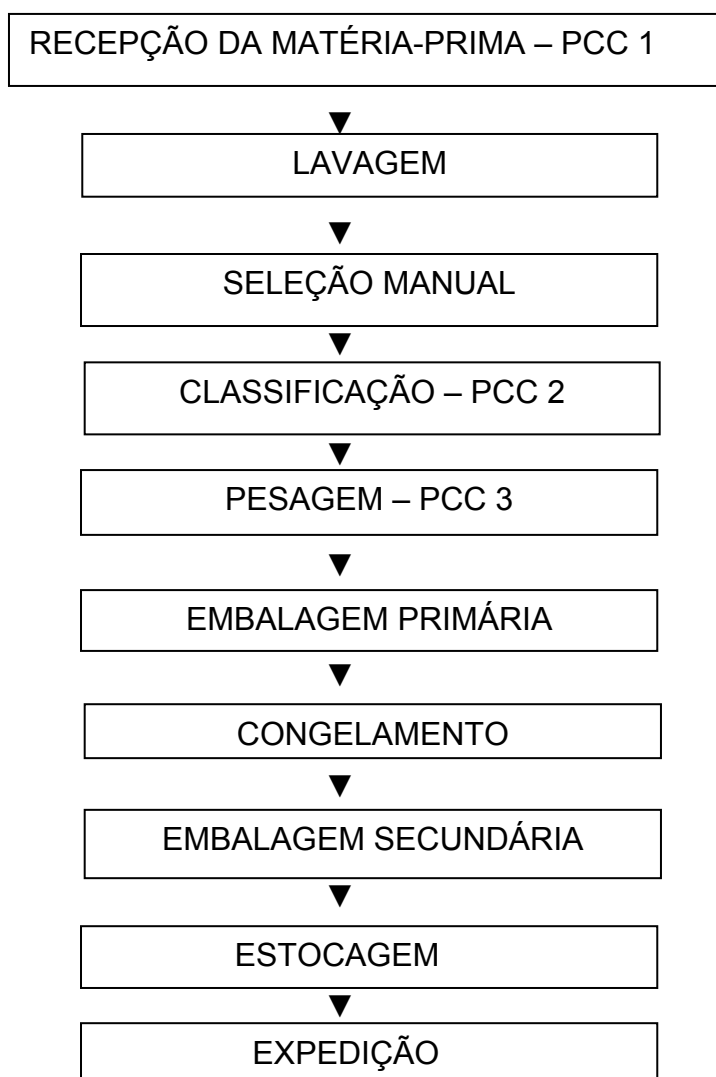 RECEPÇÃO DA MATÉRIA-PRIMA – PCC 1
LAVAGEM
SELEÇÃO MANUAL
CLASSIFICAÇÃO – PCC 2
PESAGEM – PCC 3
EMBALAGEM PRIMÁRIA
CONGELAMENTO
EMBALAGEM SECUNDÁRIA
ESTOCAGEM
EXPEDIÇÃO